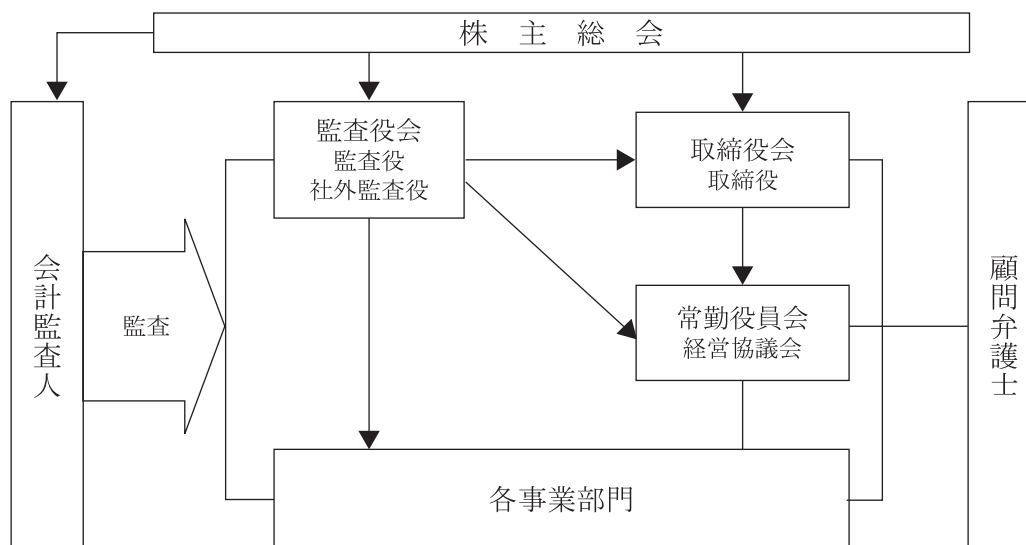 株主総会
監査役会
監査役
社外監査役
取締役会
取締役
会計監査人
監査
常勤役員会
経営協議会
顧問弁護士
各事業部門